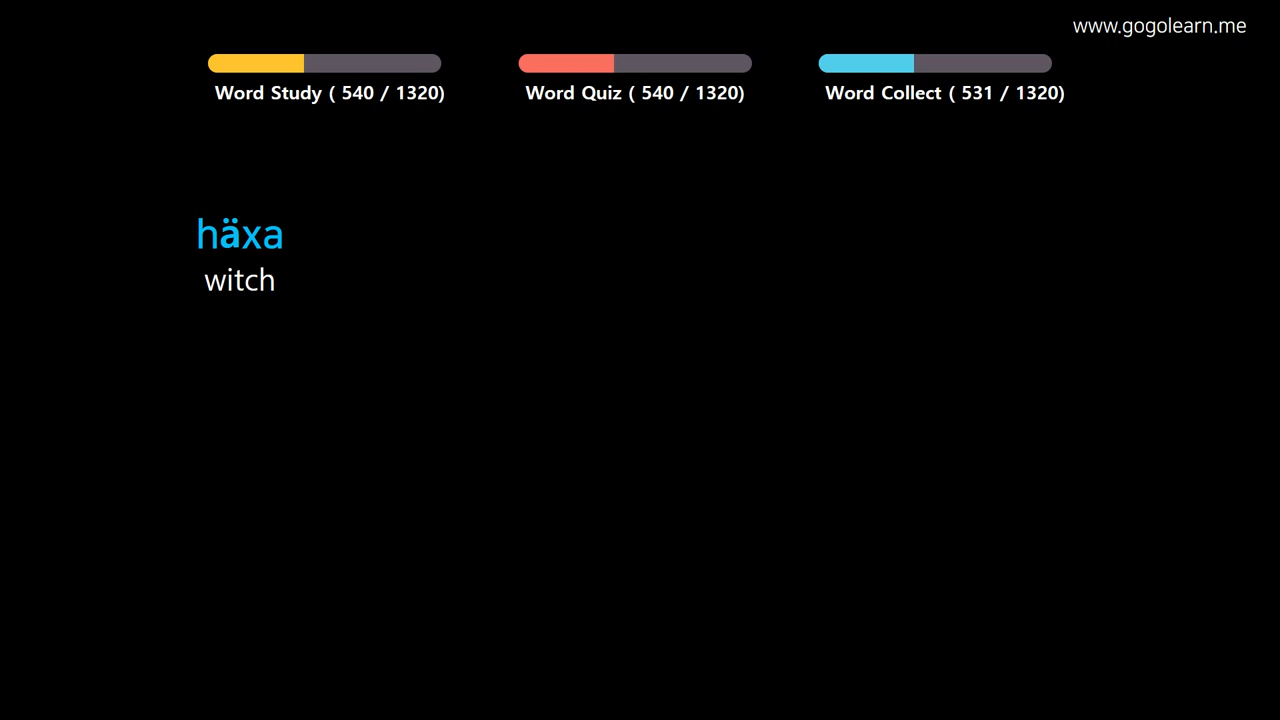 www.gogolearn.me
Word Study ( 540 / 1320)
Word Quiz ( 540 / 1320)
Word Collect ( 531 / 1320)
häxa
witch